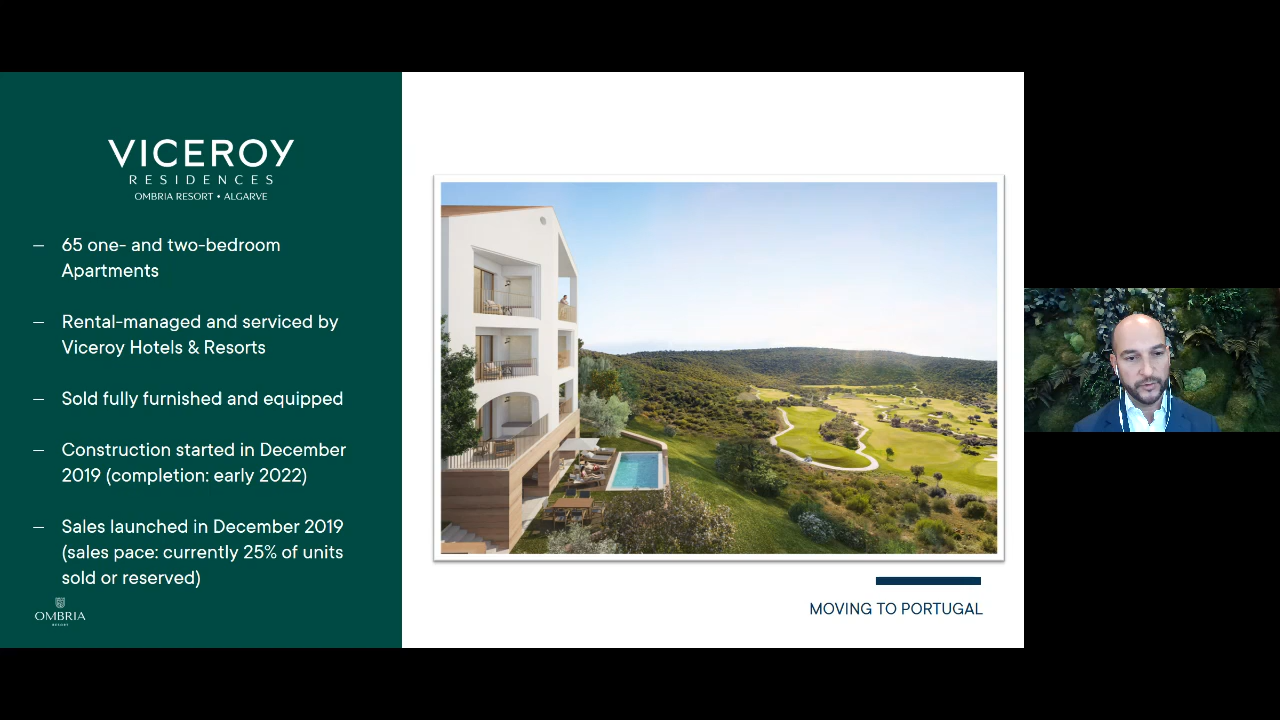 VICEROY
RESIDENCES
OMBRIA RESORT • ALGARVE
– 65 one- and two-bedroom
Apartments
– Rental-managed and serviced by
Viceroy Hotels & Resorts
– Sold fully furnished and equipped
– Construction started in December
2019 (completion: early 2022)
– Sales launched in December 2019
(sales pace: currently 25% of units
sold or reserved)
OMBRIA
RESORT
MOVING TO PORTUGAL